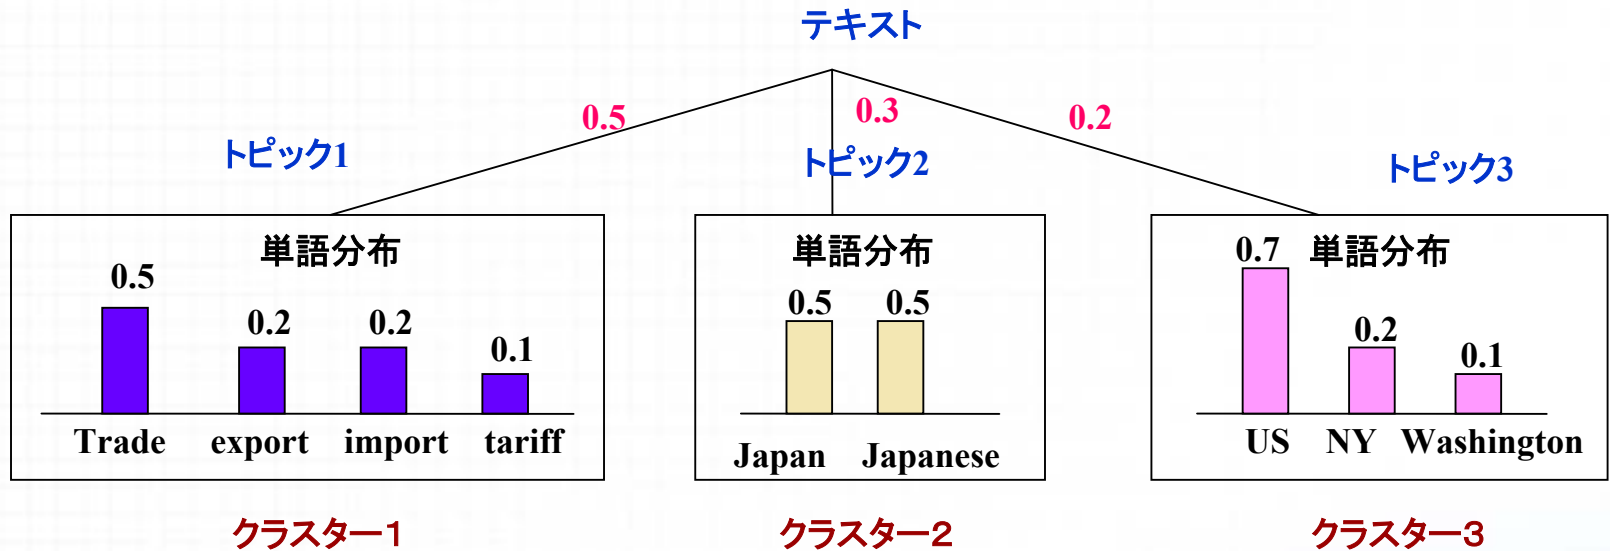 テキスト
0.5
0.3
0.2
トピック1
トピック2
トピック3
単語分布
0.5
0.2
0.2
0.1
Trade
export
import
tariff
単語分布
0.5
0.5
Japan
Japanese
0.7
単語分布
0.2
0.1
US
NY
Washington
クラスター１
クラスター２
クラスター３